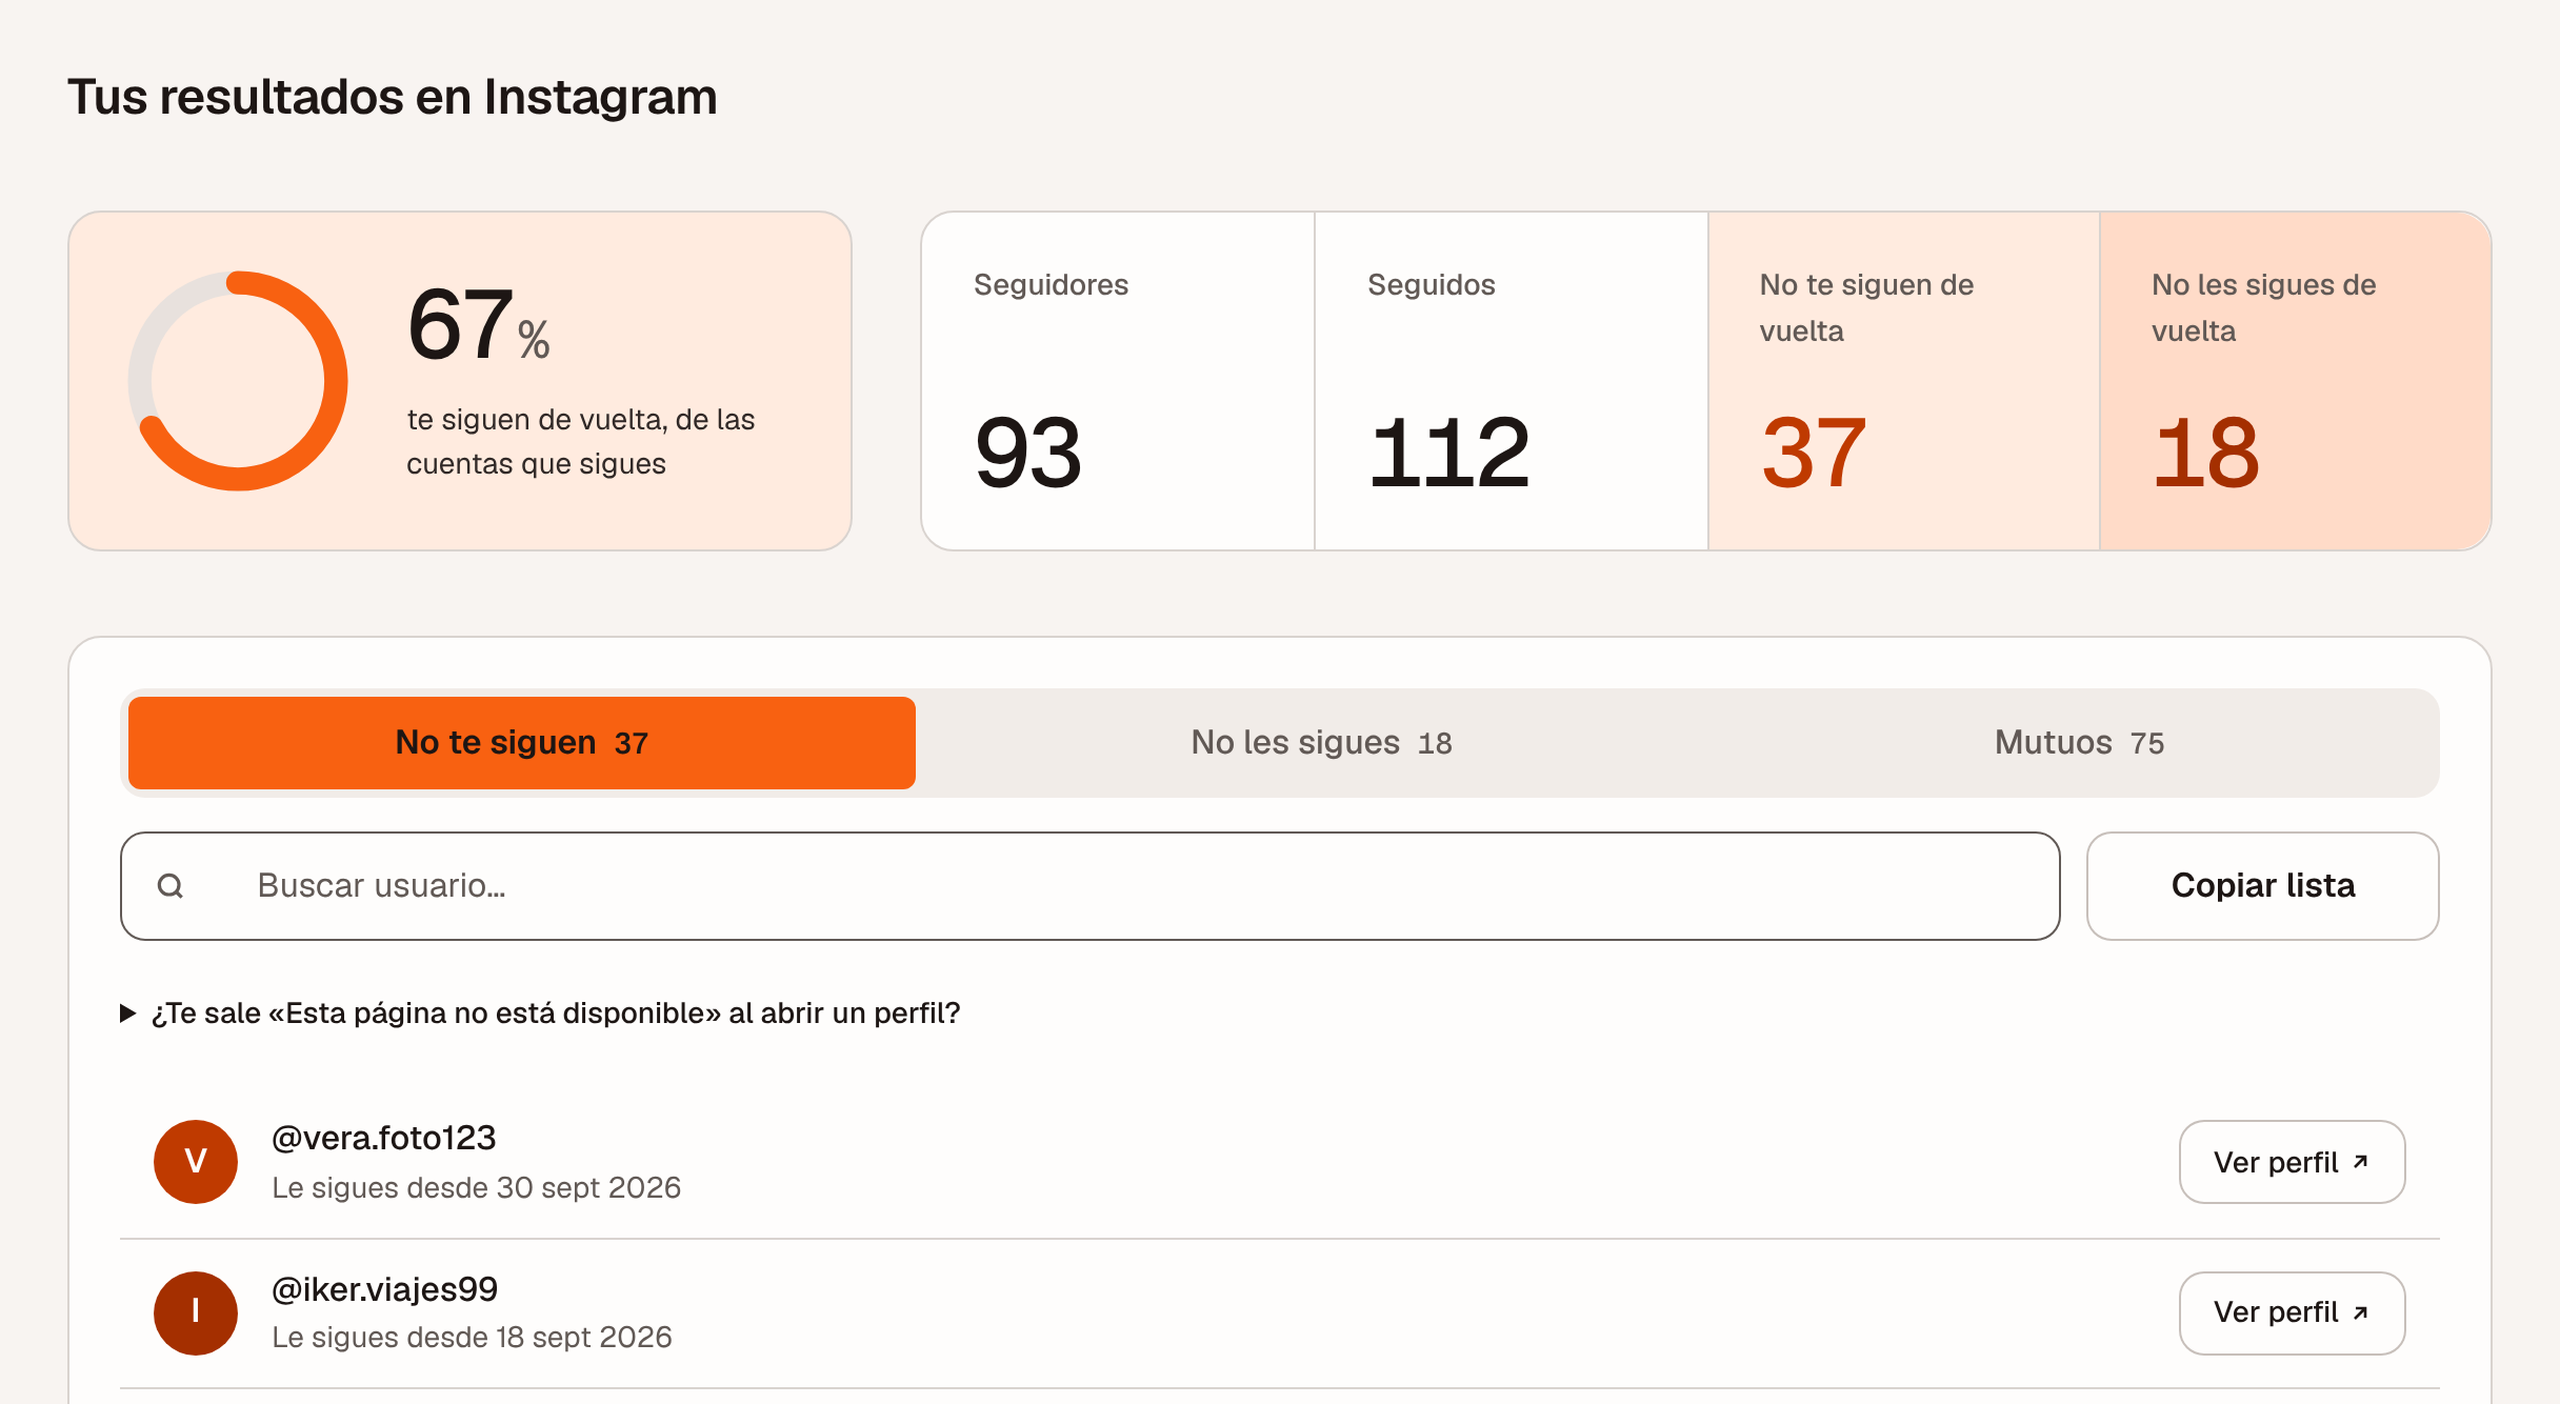 Tus resultados en Instagram
67%
te siguen de vuelta, de las
cuentas que sigues
Seguidores
93
Seguidos
112
No te siguen de
vuelta
37
No les sigues de
vuelta
18
No te siguen 37
No les sigues 18
Mutuos 75
Buscar usuario...
Copiar lista
¿Te sale «Esta página no está disponible» al abrir un perfil?
V
@vera.foto123
Le sigues desde 30 sept 2026
Ver perfil
I
@iker.viajes99
Le sigues desde 18 sept 2026
Ver perfil